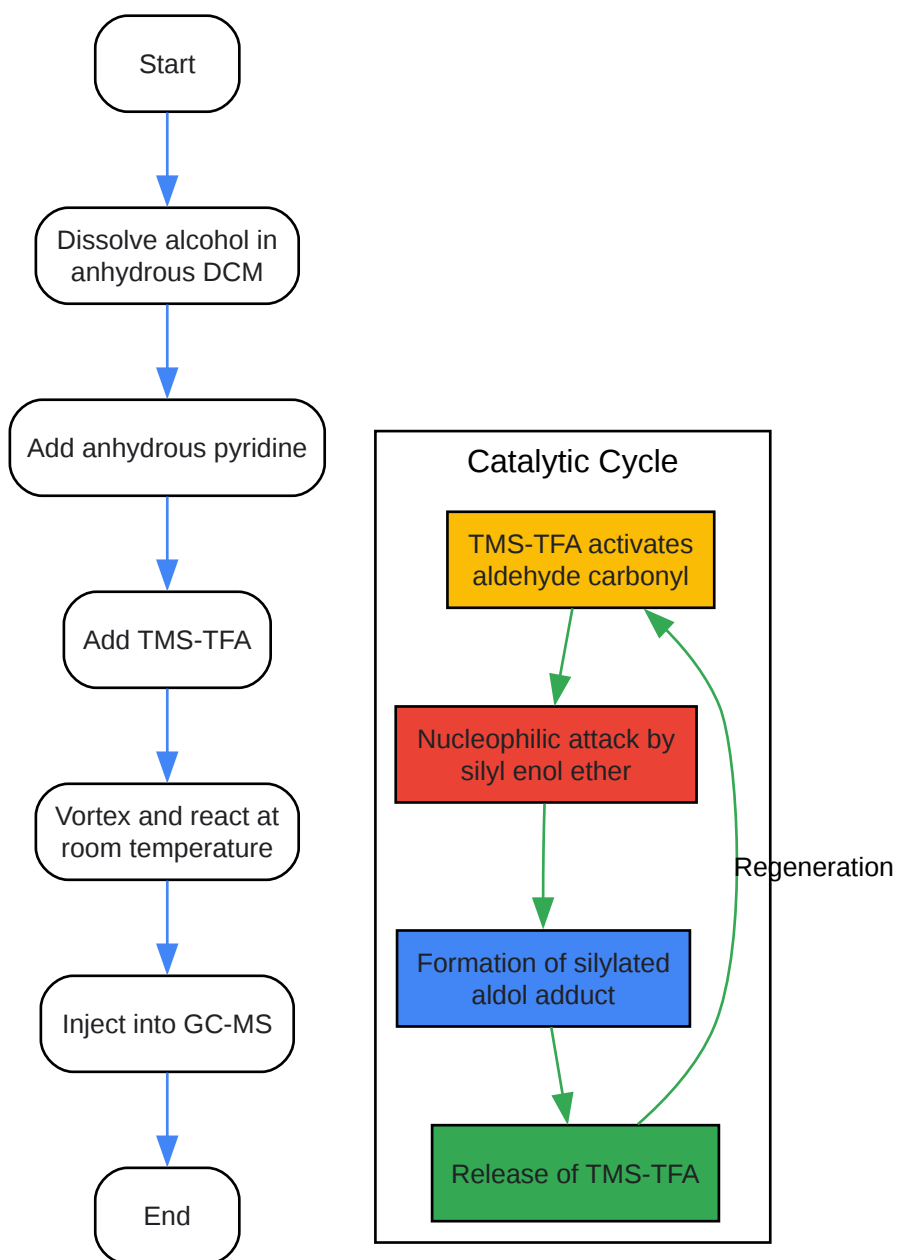 Start
Dissolve alcohol in
anhydrous DCM
Add anhydrous pyridine
Add TMS-TFA
Vortex and react at
room temperature
Inject into GC-MS
End
Catalytic Cycle
TMS-TFA activates
aldehyde carbonyl
Nucleophilic attack by
silyl enol ether
Regeneration
Formation of silylated
aldol adduct
Release of TMS-TFA